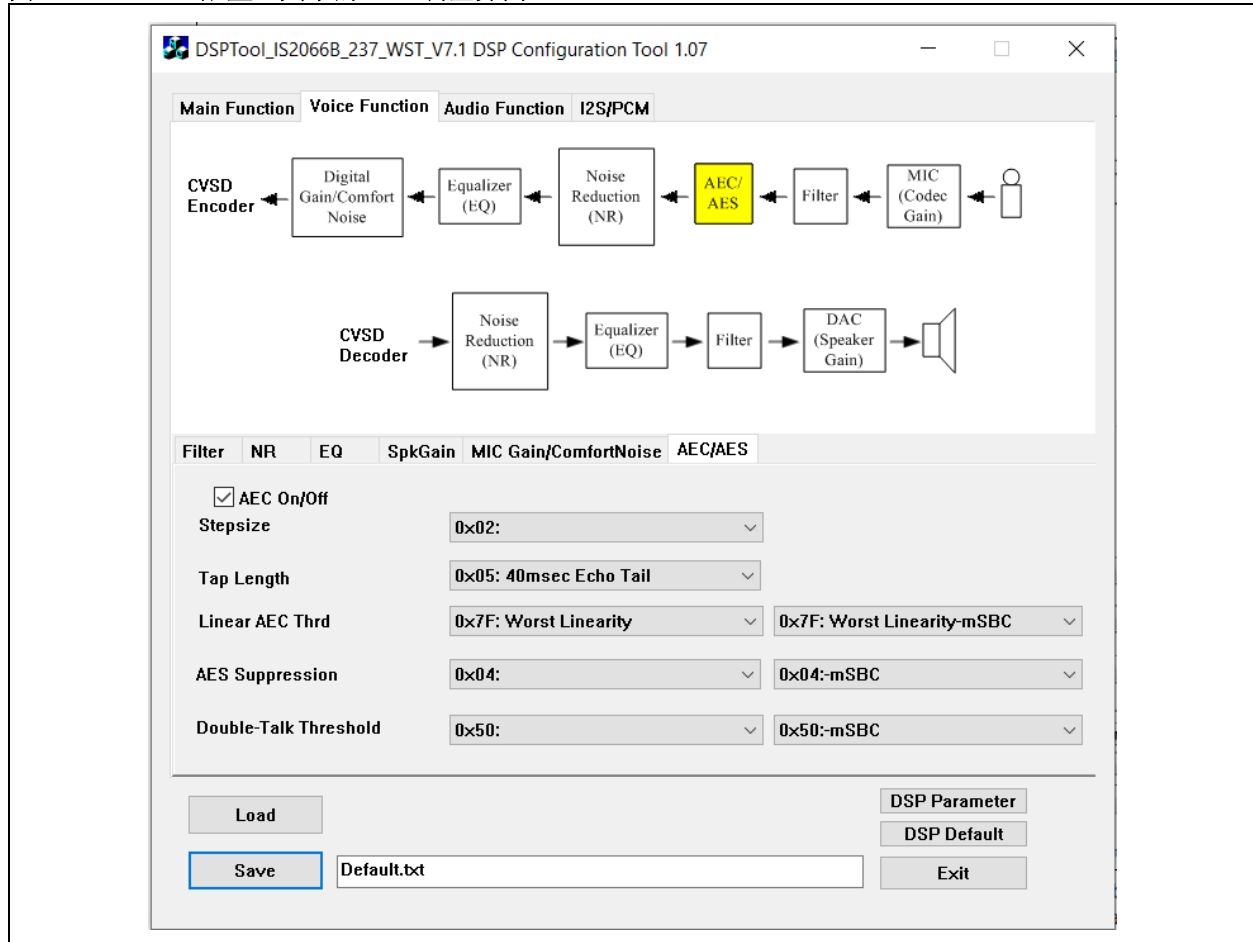 DSPTool_IS2066B_237_WST_V7.1 DSP Configuration Tool 1.07
Main Function Voice Function Audio Function I2S/PCM
CVSD
Encoder
Digital
Gain/Comfort
Noise
Equalizer
(EQ)
Noise
Reduction
(NR)
AEC/
AES
Filter
MIC
(Codec
Gain)
CVSD
Decoder
Noise
Reduction
(NR)
Equalizer
(EQ)
Filter
DAC
(Speaker
Gain)
Filter NR EQ SpkGain MIC Gain/ComfortNoise AEC/AES
AEC On/Off
Stepsize 0x02:
Tap Length 0x05: 40msec Echo Tail
Linear AEC Thrd 0x7F: Worst Linearity 0x7F: Worst Linearity-mSBC
AES Suppression 0x04: 0x04:-mSBC
Double-Talk Threshold 0x50: 0x50:-mSBC
Load
DSP Parameter
DSP Default
Save Default.txt Exit